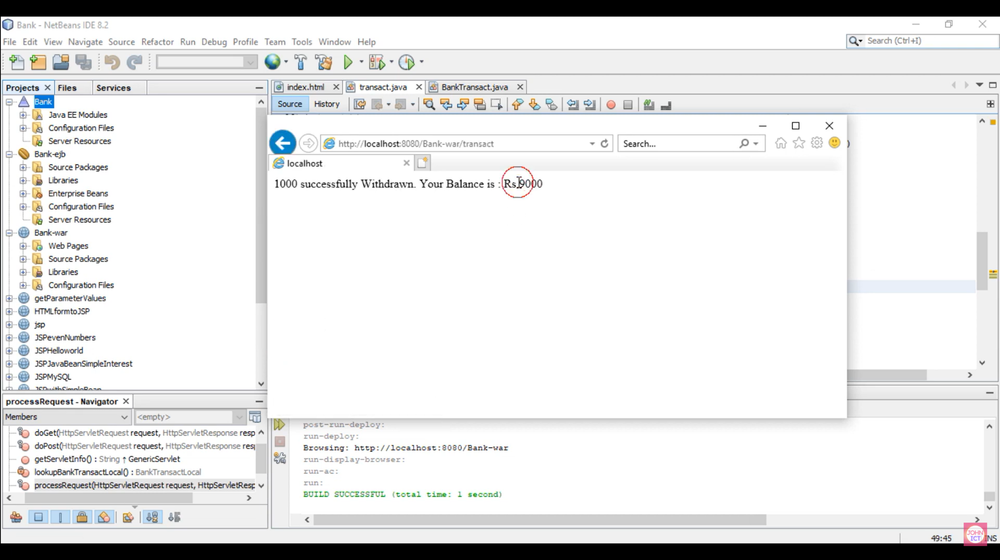 Bank - NetBeans IDE 8.2
File Edit View Navigate Source Refactor Run Debug Profile Team Tools Window Help
Search (Ctrl+I)
Projects Files Services
Bank
Java EE Modules
Configuration Files
Server Resources
Bank-ejb
Source Packages
Libraries
Enterprise Beans
Configuration Files
Server Resources
Bank-war
Web Pages
Source Packages
Libraries
Configuration Files
getParameterValues
HTMLformtoJSP
jsp
JSPevenNumbers
JSPHelloworld
JSPJavaBeanSimpleInterest
JSPMySQL
JSPwithSimpleBean
index.html transact.java BankTransact.java
Source History
http://localhost:8080/Bank-war/transact
Search...
localhost
1000 successfully Withdrawn. Your Balance is : Rs.9000
)
processRequest - Navigator
Members <empty>
doGet(HttpServletRequest request, HttpServletResponse resp
doPost(HttpServletRequest request, HttpServletResponse res
getServletInfo() : String ↑ GenericServlet
lookupBankTransactLocal() : BankTransactLocal
processRequest(HttpServletRequest request, HttpServletResp
post-run-deploy:
run-deploy:
Browsing: http://localhost:8080/Bank-war
run-display-browser:
run-ac:
run:
BUILD SUCCESSFUL (total time: 1 second)
49:45 INS
JOHN
ICT